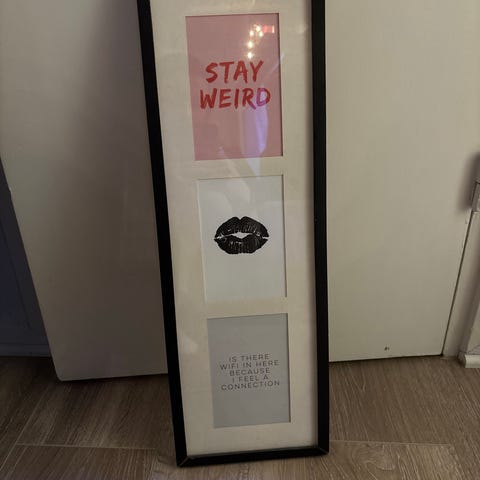 STAY
WEIRD
IS THERE
WIFI IN HERE
BECAUSE
I FEEL A
CONNECTION